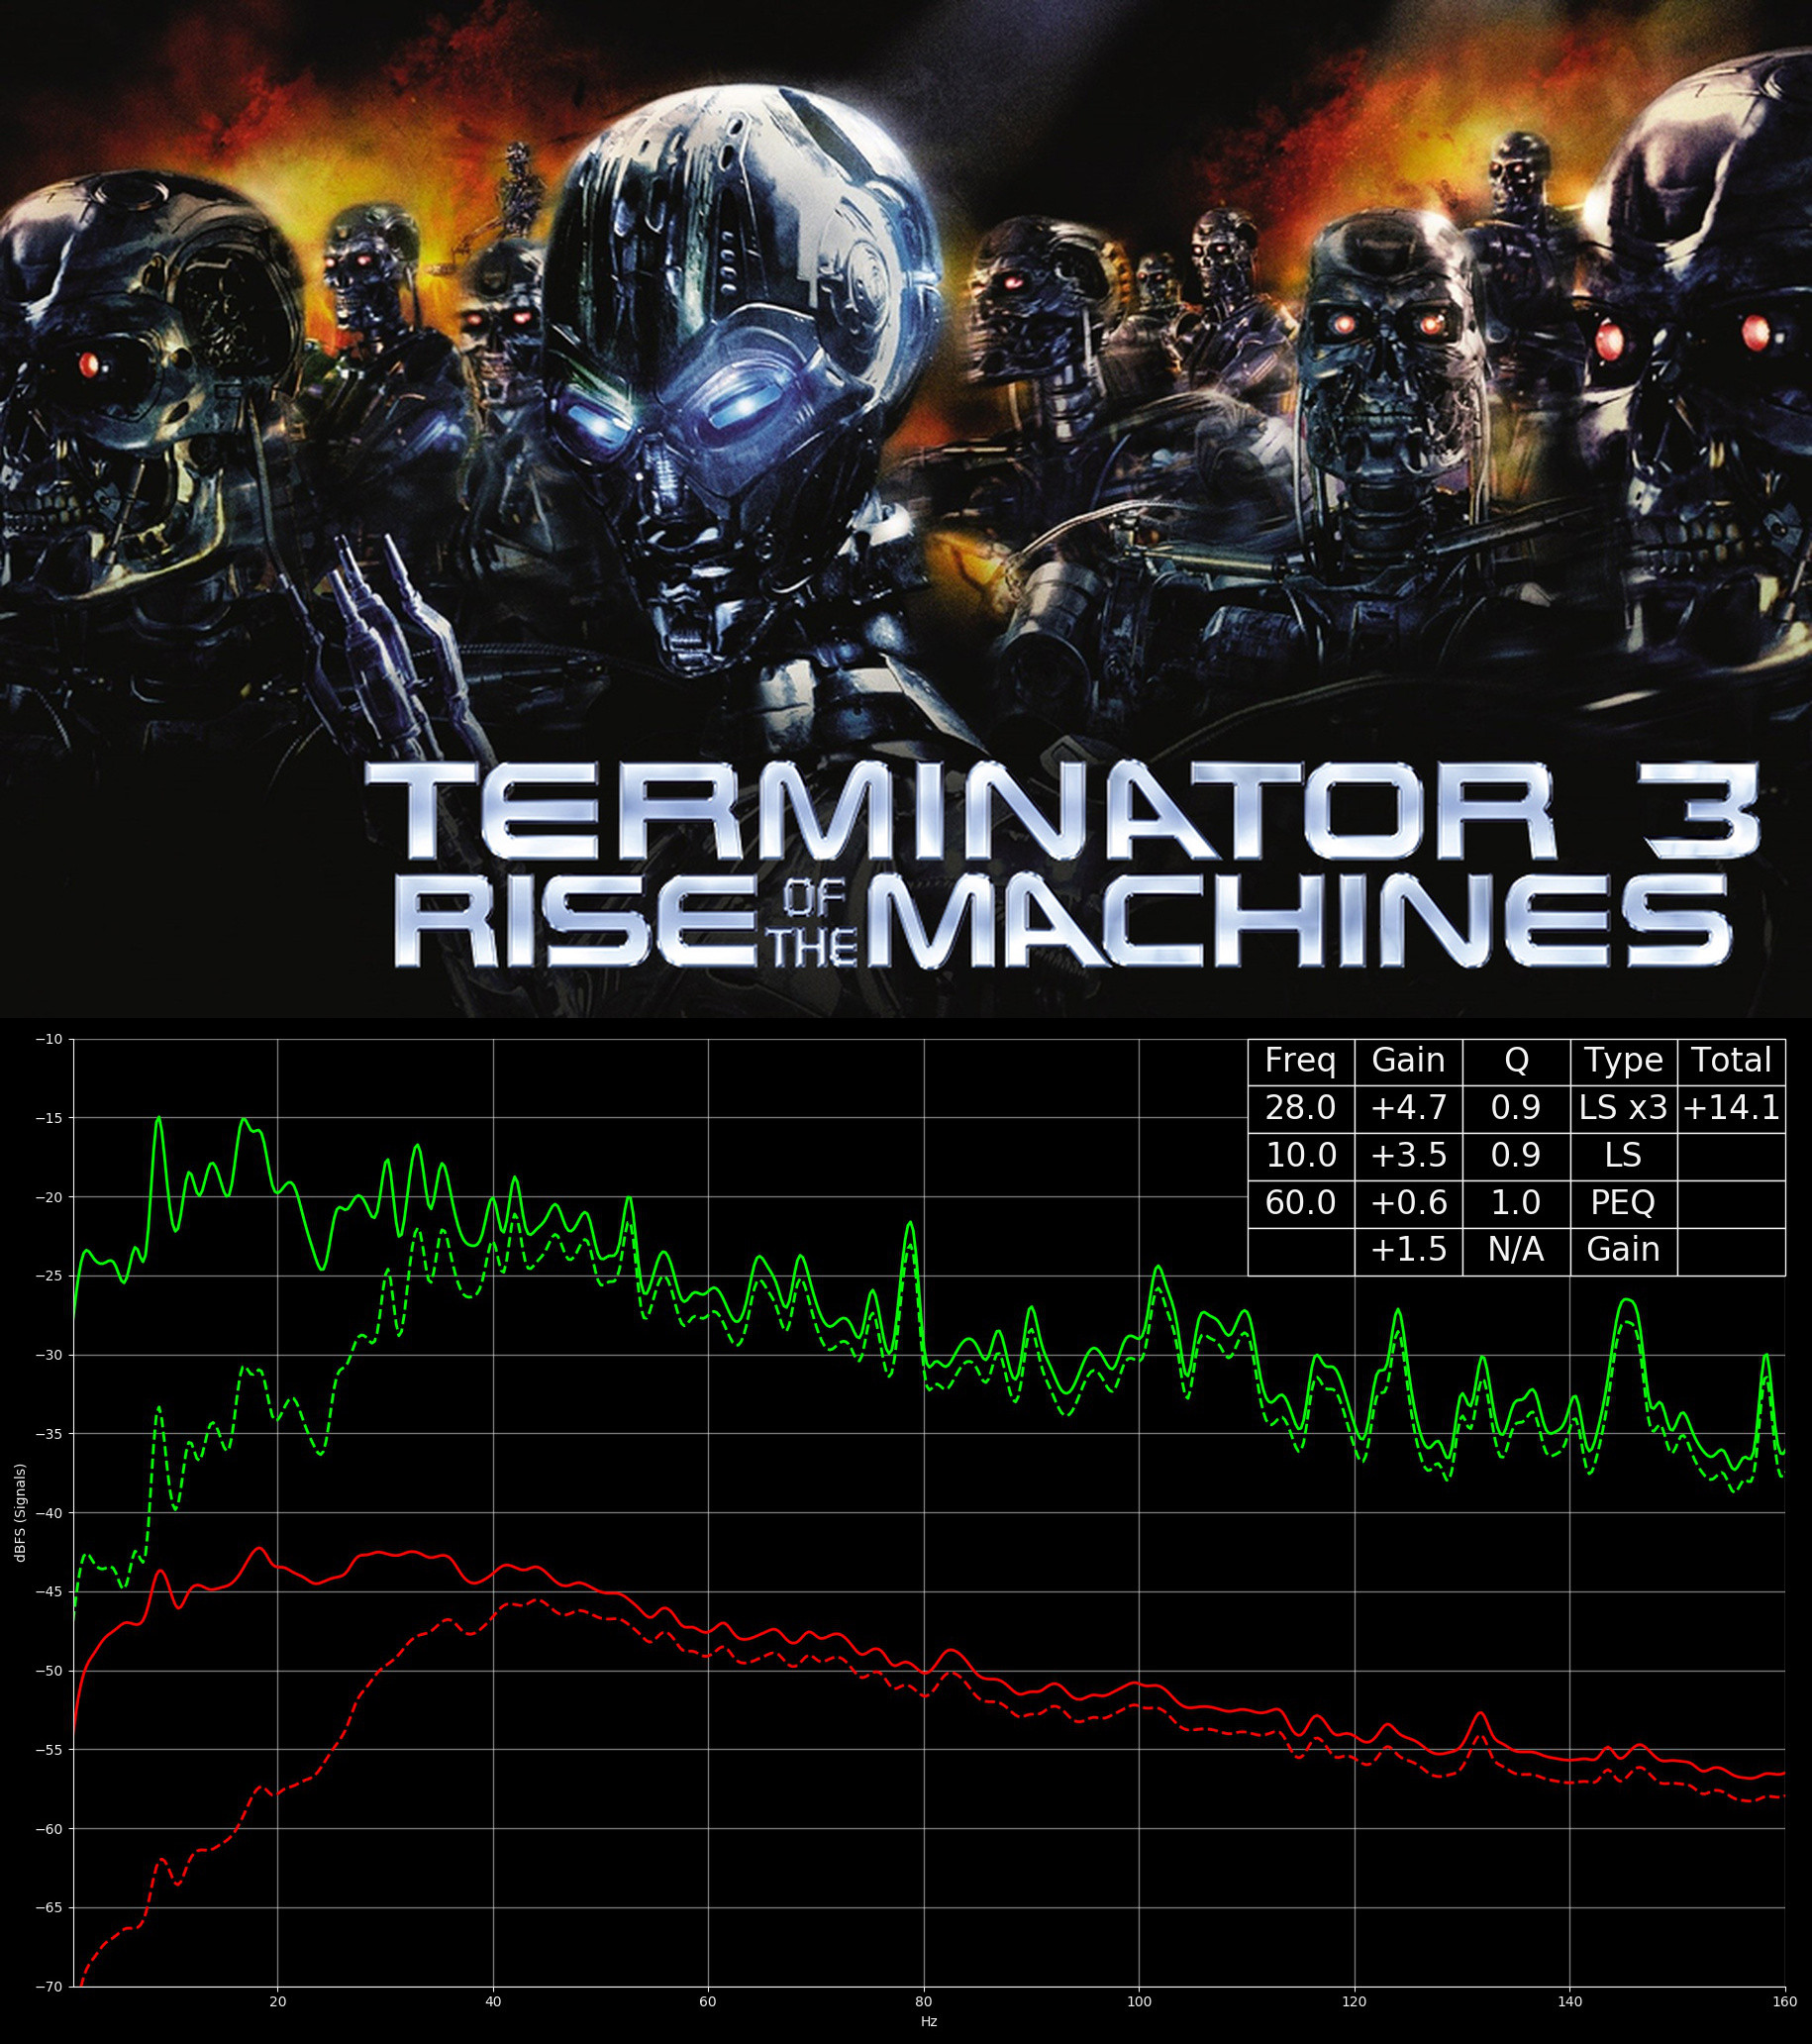 TERMINATOR 3
RISE OF THE MACHINES
Freq Gain Q Type Total
28.0 +4.7 0.9 LS x3 +14.1
10.0 +3.5 0.9 LS
60.0 +0.6 1.0 PEQ
+1.5 N/A Gain
−10
−15
−20
−25
−30
−35
−40
−45
−50
−55
−60
−65
−70
dBFS (Signals)
20 40 60 80 100 120 140 160
Hz